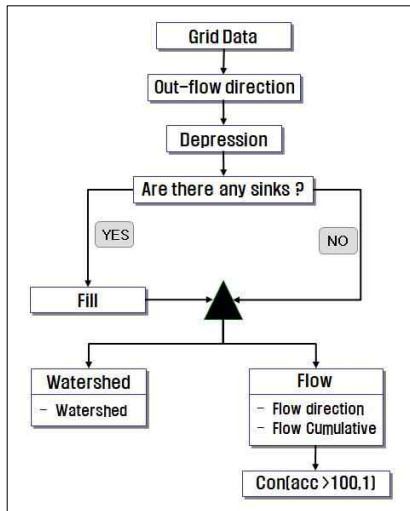 Grid Data
Out-flow direction
Depression
Are there any sinks ?
YES
NO
Fill
Watershed
- Watershed
Flow
- Flow direction
- Flow Cumulative
Con(acc >100,1)